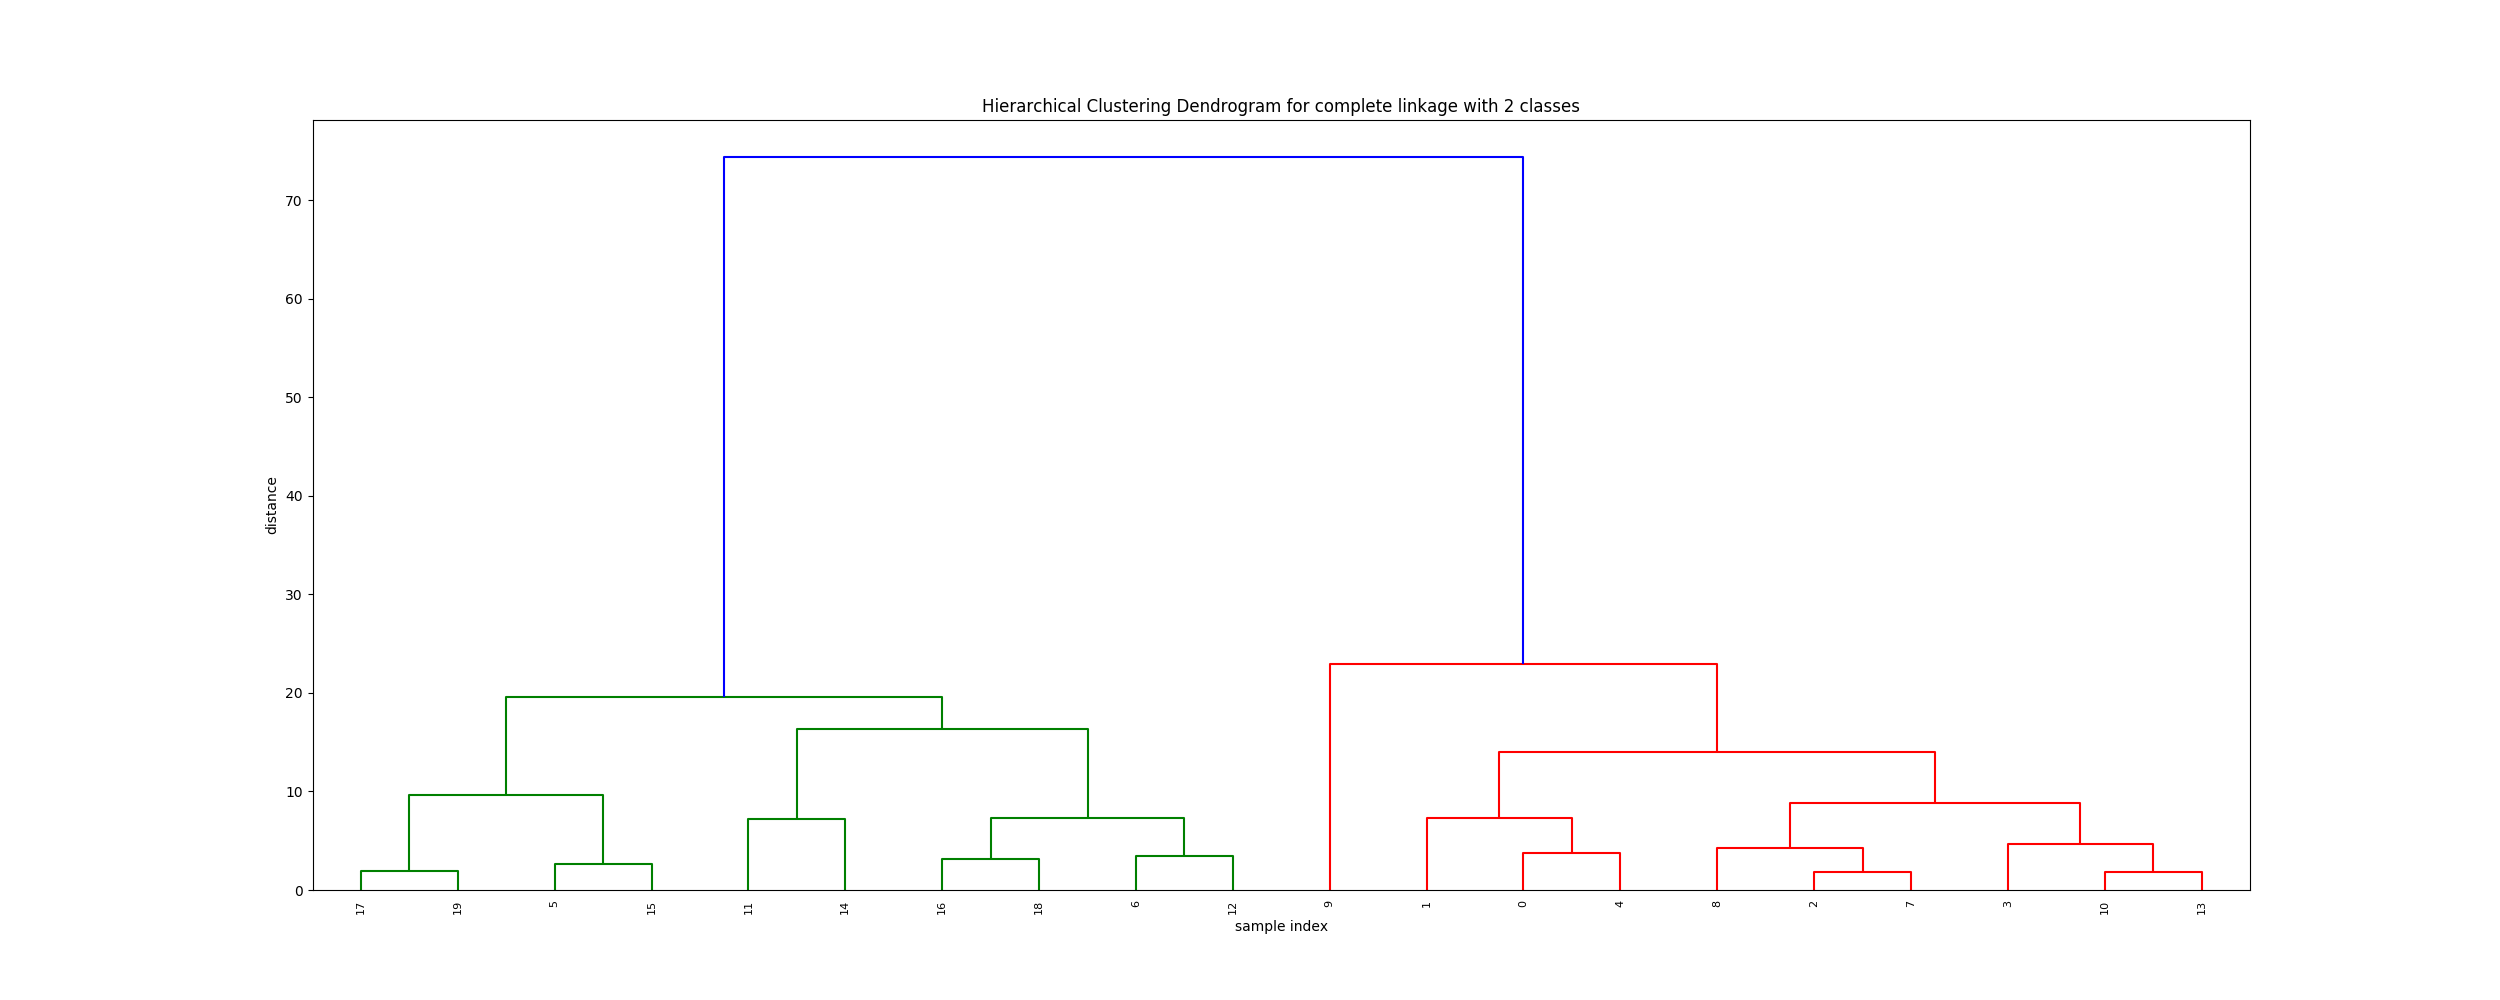 Hierarchical Clustering Dendrogram for complete linkage with 2 classes
70
60
50
40
30
20
10
0
distance
17 19 5 15 11 14 16 18 6 12 9 1 0 4 8 2 7 3 10 13
sample index